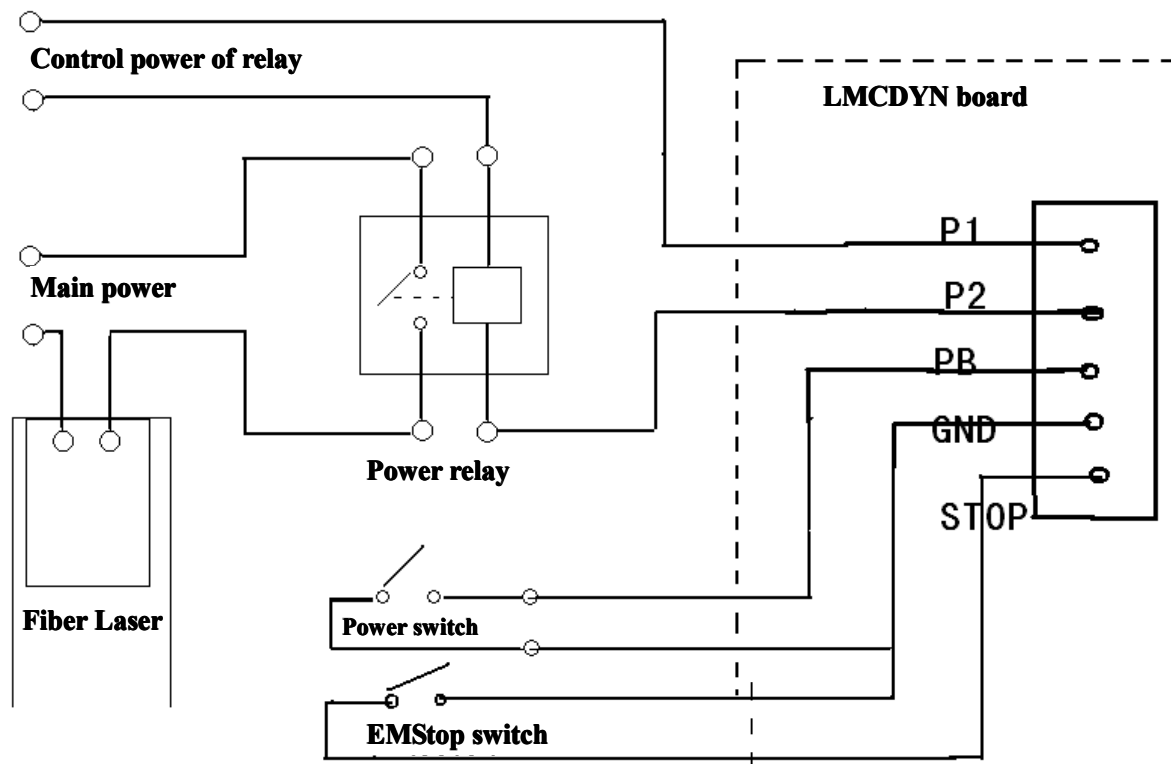 Control power of relay
LMCDYN board
P1
Main power
P2
PB
GND
Power relay
STOP
Fiber Laser
Power switch
EMStop switch